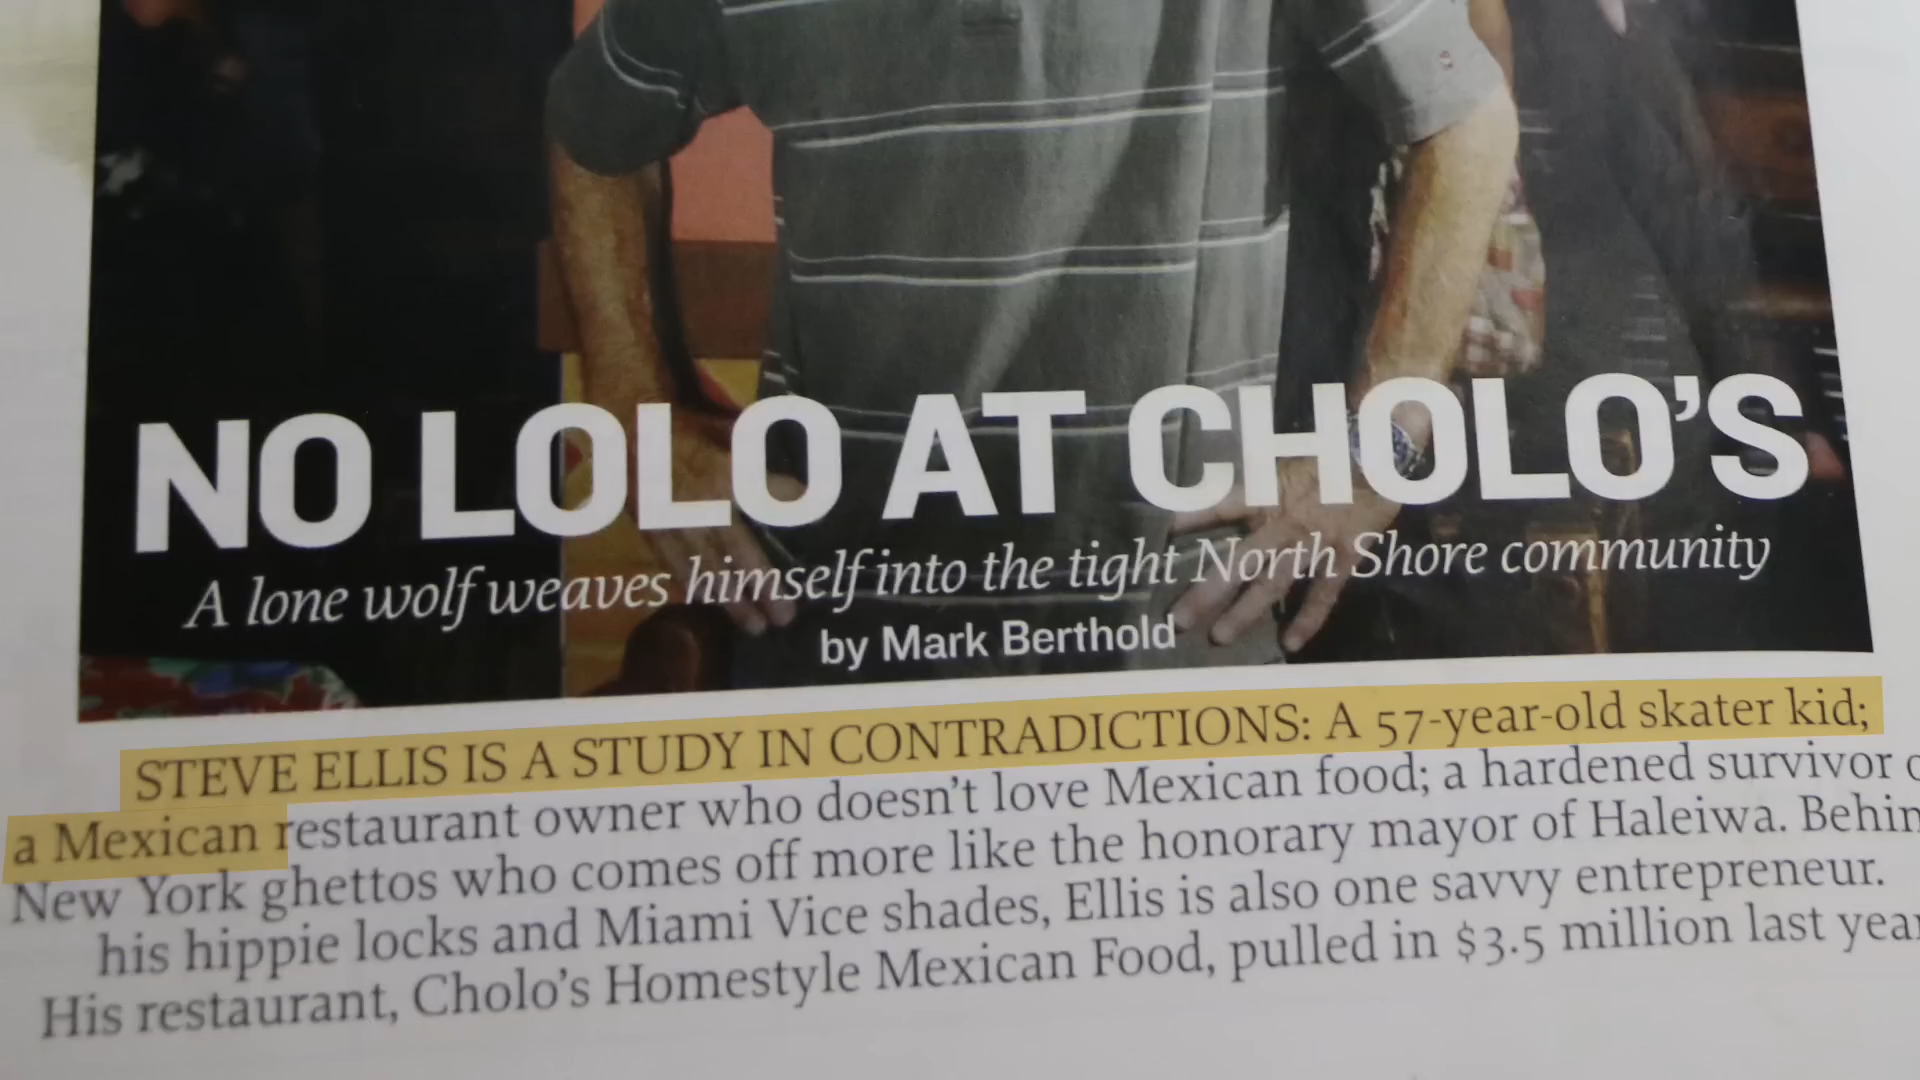 NO LOLO AT CHOLO'S
A lone wolf weaves himself into the tight North Shore community
by Mark Berthold
STEVE ELLIS IS A STUDY IN CONTRADICTIONS: A 57-year-old skater kid;
a Mexican restaurant owner who doesn't love Mexican food; a hardened survivor
New York ghettos who comes off more like the honorary mayor of Haleiwa. Behin
his hippie locks and Miami Vice shades, Ellis is also one savvy entrepreneur.
His restaurant, Cholo's Homestyle Mexican Food, pulled in $3.5 million last year